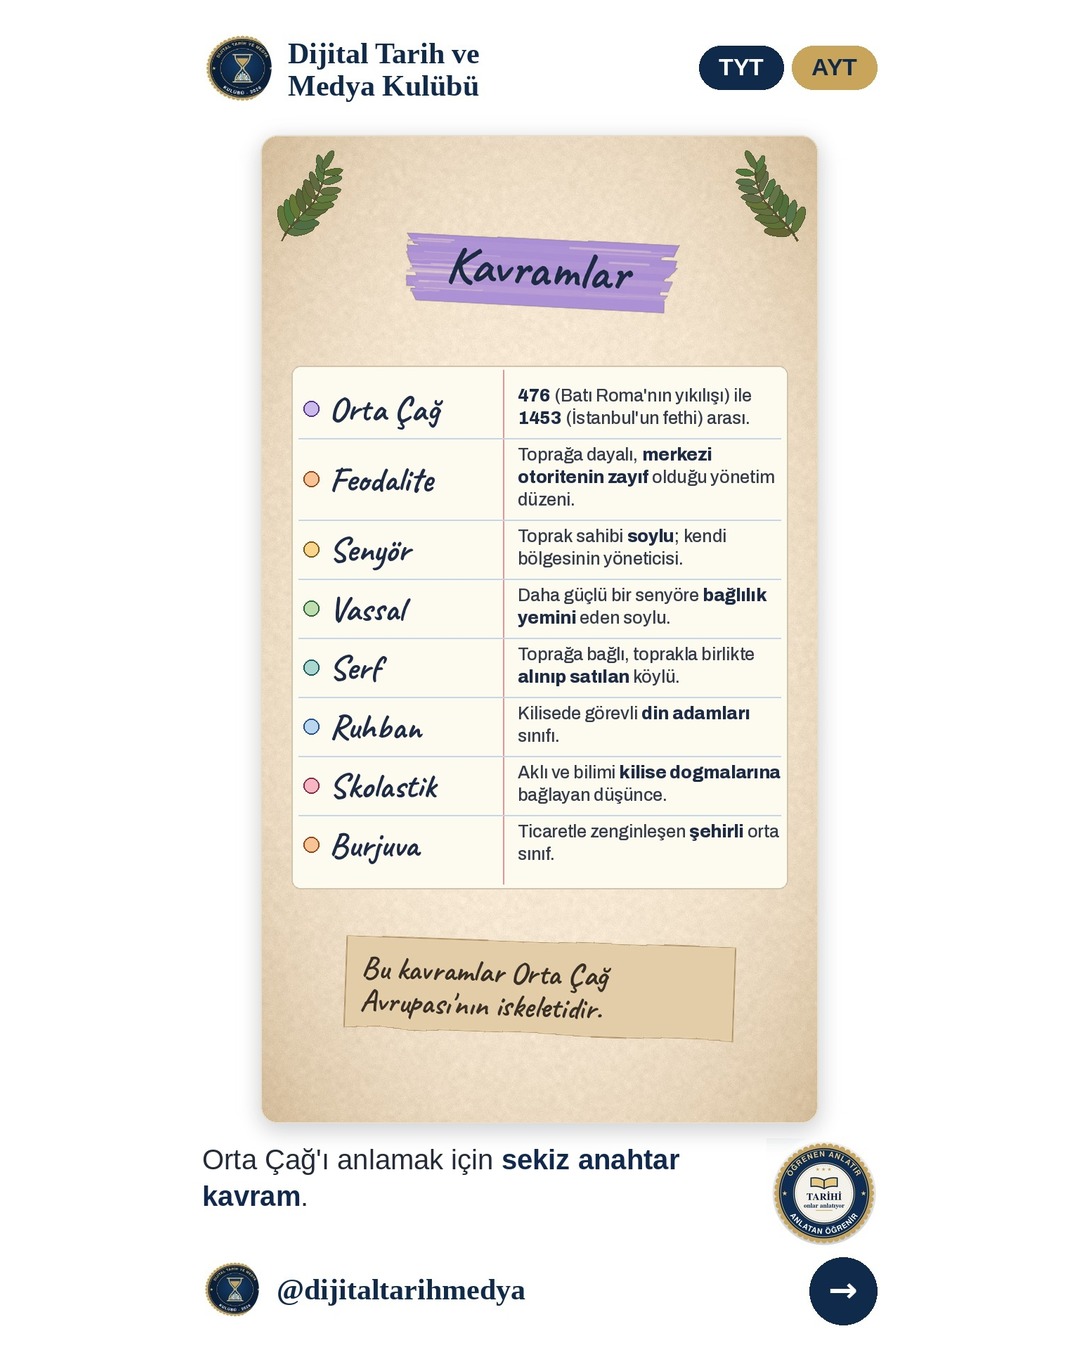 Dijital Tarih ve
Medya Kulübü
TYT
AYT
Kavramlar
Orta Çağ
476 (Batı Roma'nın yıkılışı) ile
1453 (İstanbul'un fethi) arası.
Feodalite
Toprağa dayalı, merkezi
otoritenin zayıf olduğu yönetim
düzeni.
Senyör
Toprak sahibi soylu; kendi
bölgesinin yöneticisi.
Vassal
Daha güçlü bir senyöre bağlılık
yemini eden soylu.
Serf
Toprağa bağlı, toprakla birlikte
alınıp satılan köylü.
Ruhban
Kilisede görevli din adamları
sınıfı.
Skolastik
Aklı ve bilimi kilise dogmalarına
bağlayan düşünce.
Burjuva
Ticaretle zenginleşen şehirli orta
sınıf.
Bu kavramlar Orta Çağ
Avrupası'nın iskeletidir.
Orta Çağ'ı anlamak için sekiz anahtar
kavram.
ÖĞRENEN ANLATIR
TARİHİ
onlar anlatıyor
ANLATAN ÖĞRENİR
@dijitaltarihmedya
→